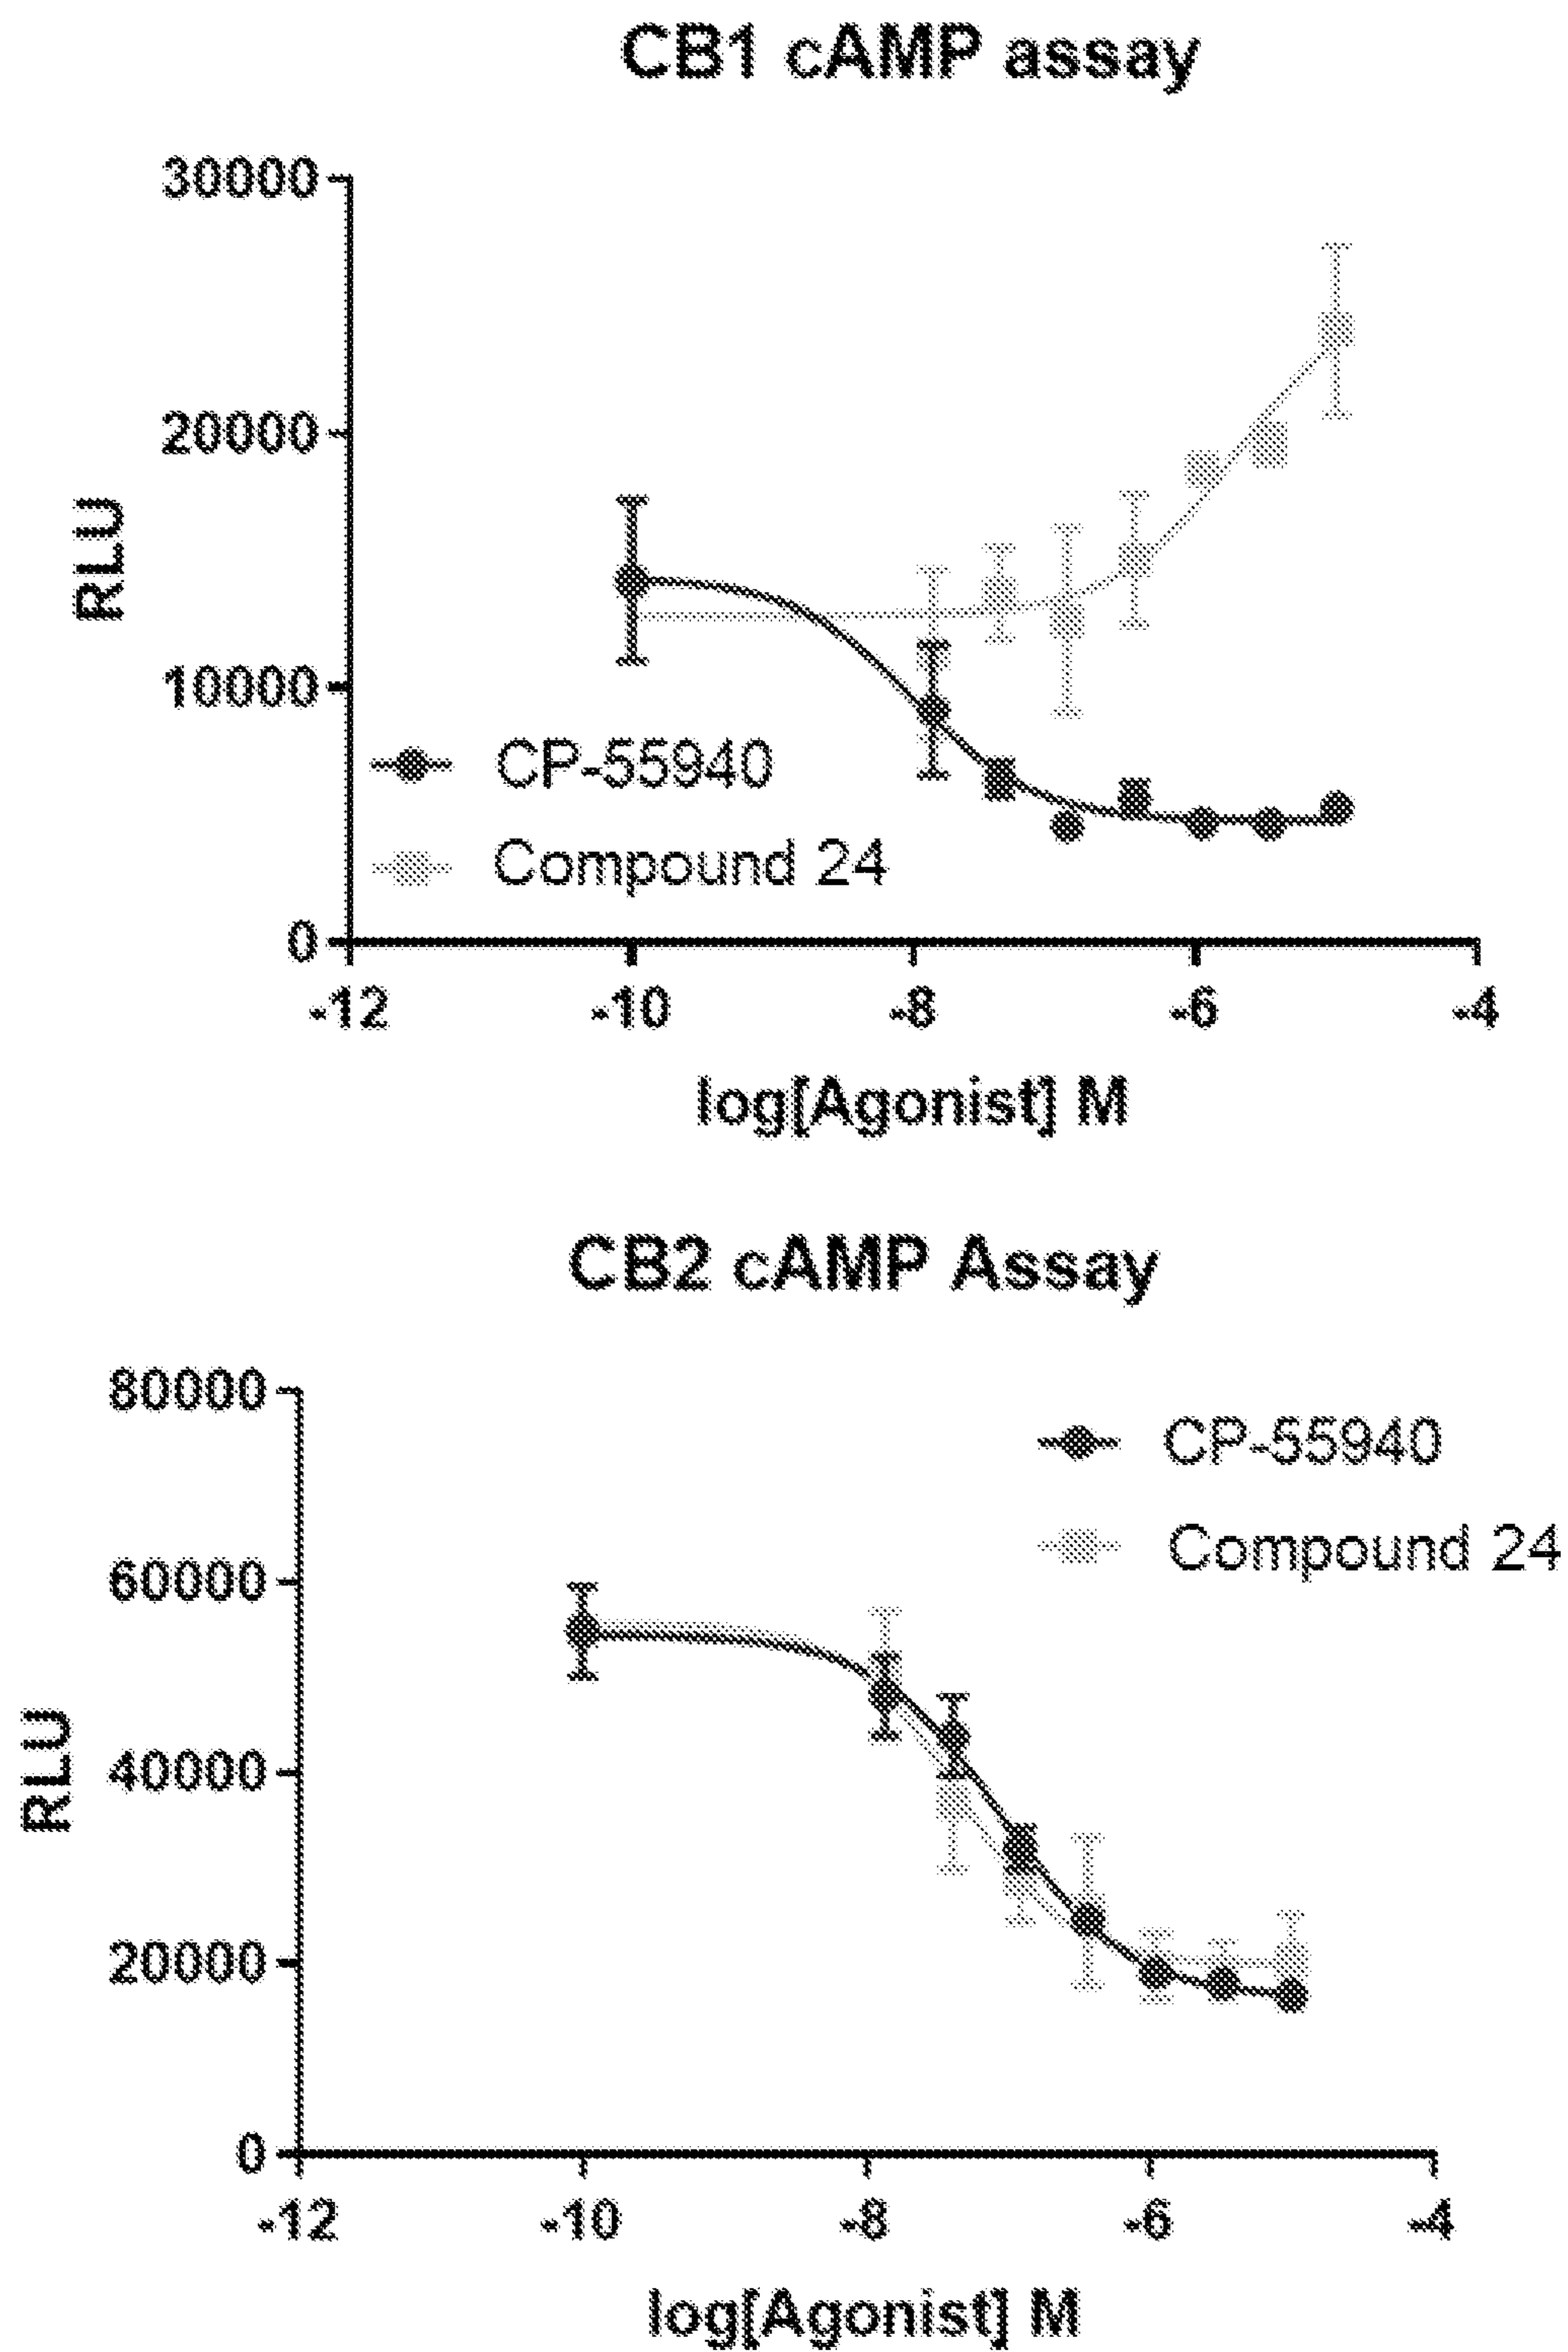 CB1 cAMP assay
30000
20000
10000
0
RLU
CP-55940
Compound 24
-12 -10 -8 -6 -4
log[Agonist] M
CB2 cAMP Assay
80000
60000
40000
20000
0
RLU
CP-55940
Compound 24
-12 -10 -8 -6 -4
log[Agonist] M